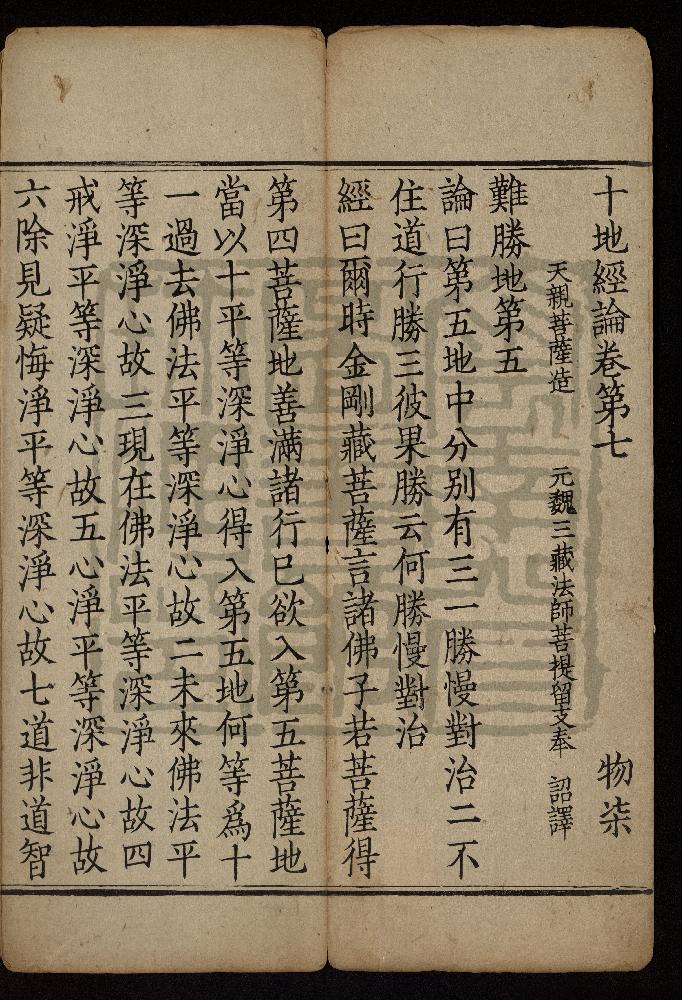 十地經論卷第七 物柒
天親菩薩造 元魏三藏法師菩提留支奉 詔譯
難勝地第五
論曰第五地中分別有三一勝慢對治二不
住道行勝三彼果勝云何勝慢對治
經曰爾時金剛藏菩薩言諸佛子若菩薩得
第四菩薩地善滿諸行已欲入第五菩薩地
當以十平等深淨心得入第五地何等爲十
一過去佛法平等深淨心故二未來佛法平
等深淨心故三現在佛法平等深淨心故四
戒淨平等深淨心故五心淨平等深淨心故
六除見疑悔淨平等深淨心故七道非道智